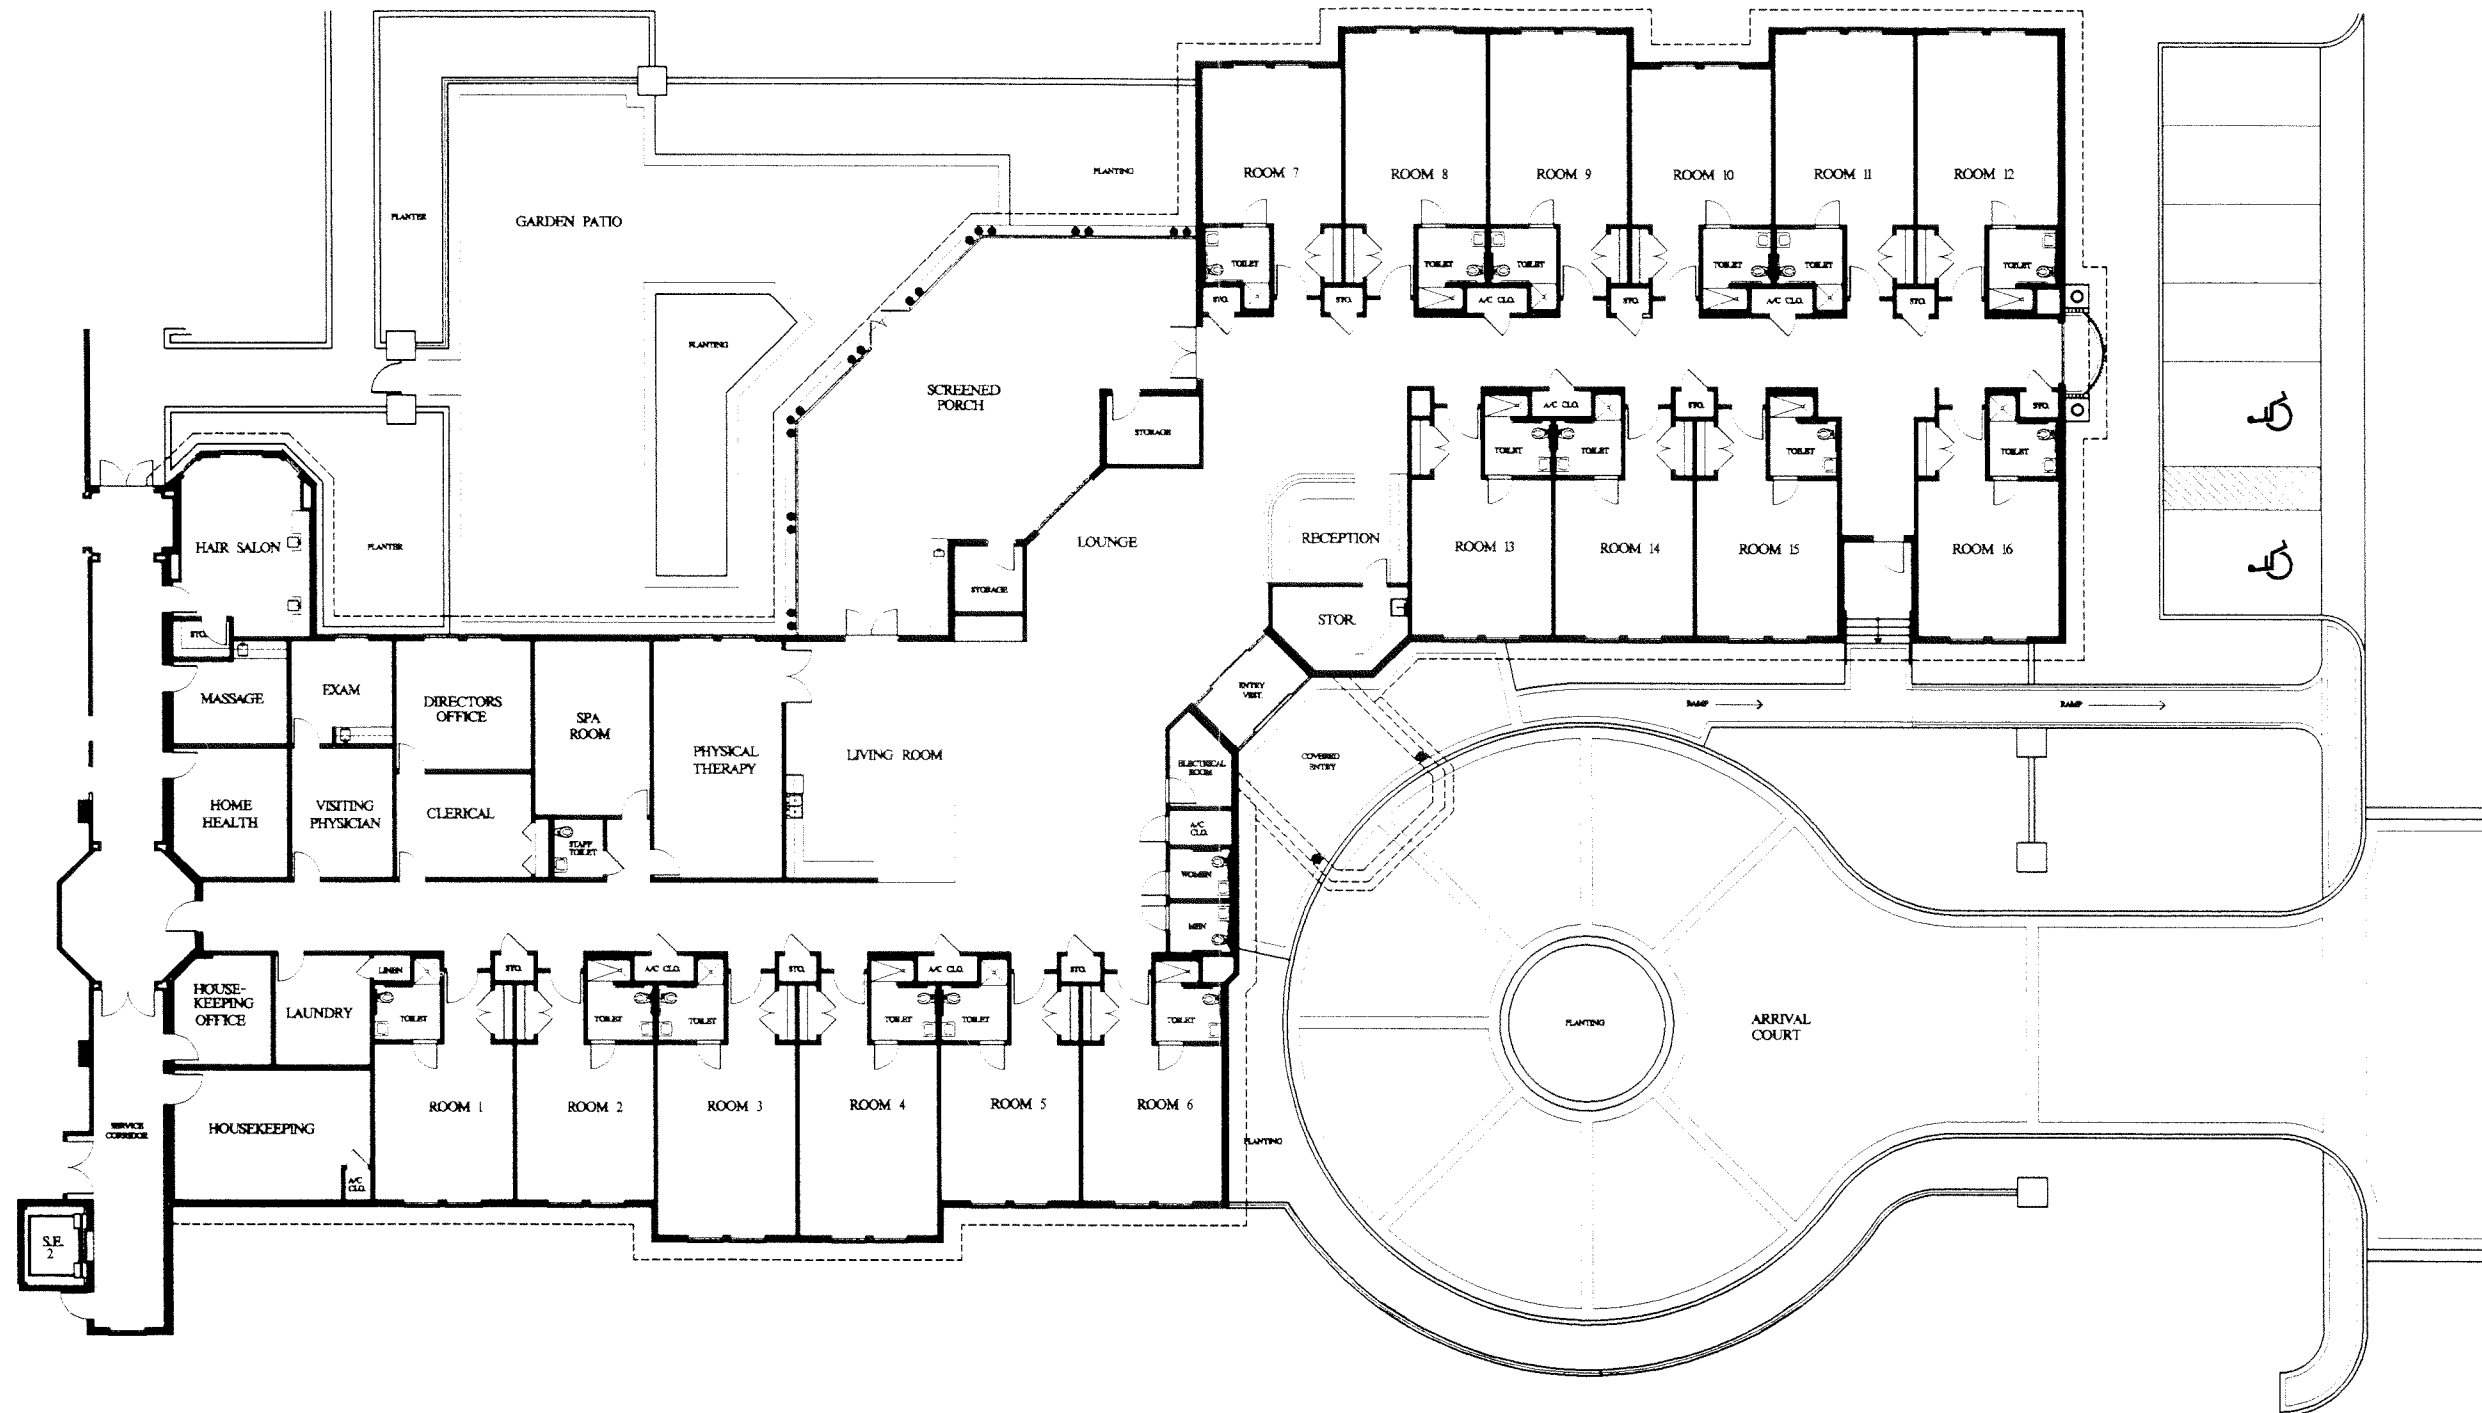 ROOM 7
ROOM 8
ROOM 9
ROOM 10
ROOM 11
ROOM 12
PLANTING
PLANTER
GARDEN PATIO
TOILET
TOILET
TOILET
TOILET
TOILET
TOILET
STO.
STO.
A/C CLO.
STO.
A/C CLO.
STO.
PLANTING
SCREENED
PORCH
STORAGE
A/C CLO.
STO.
STO.
TOILET
TOILET
TOILET
TOILET
HAIR SALON
PLANTER
LOUNGE
RECEPTION
ROOM 13
ROOM 14
ROOM 15
ROOM 16
STORAGE
STO.
STOR.
MASSAGE
EXAM
DIRECTORS
OFFICE
SPA
ROOM
PHYSICAL
THERAPY
LIVING ROOM
ENTRY
VEST.
RAMP
RAMP
ELECTRICAL
ROOM
COVERED
ENTRY
HOME
HEALTH
VISITING
PHYSICIAN
CLERICAL
STAFF
TOILET
A/C
CLO.
WOMEN
MEN
HOUSE-
KEEPING
OFFICE
LAUNDRY
LINEN
STO.
A/C CLO.
STO.
A/C CLO.
STO.
TOILET
TOILET
TOILET
TOILET
TOILET
TOILET
PLANTING
ARRIVAL
COURT
ROOM 1
ROOM 2
ROOM 3
ROOM 4
ROOM 5
ROOM 6
SERVICE
CORRIDOR
HOUSEKEEPING
PLANTING
A/C
CLO.
S.E.
2